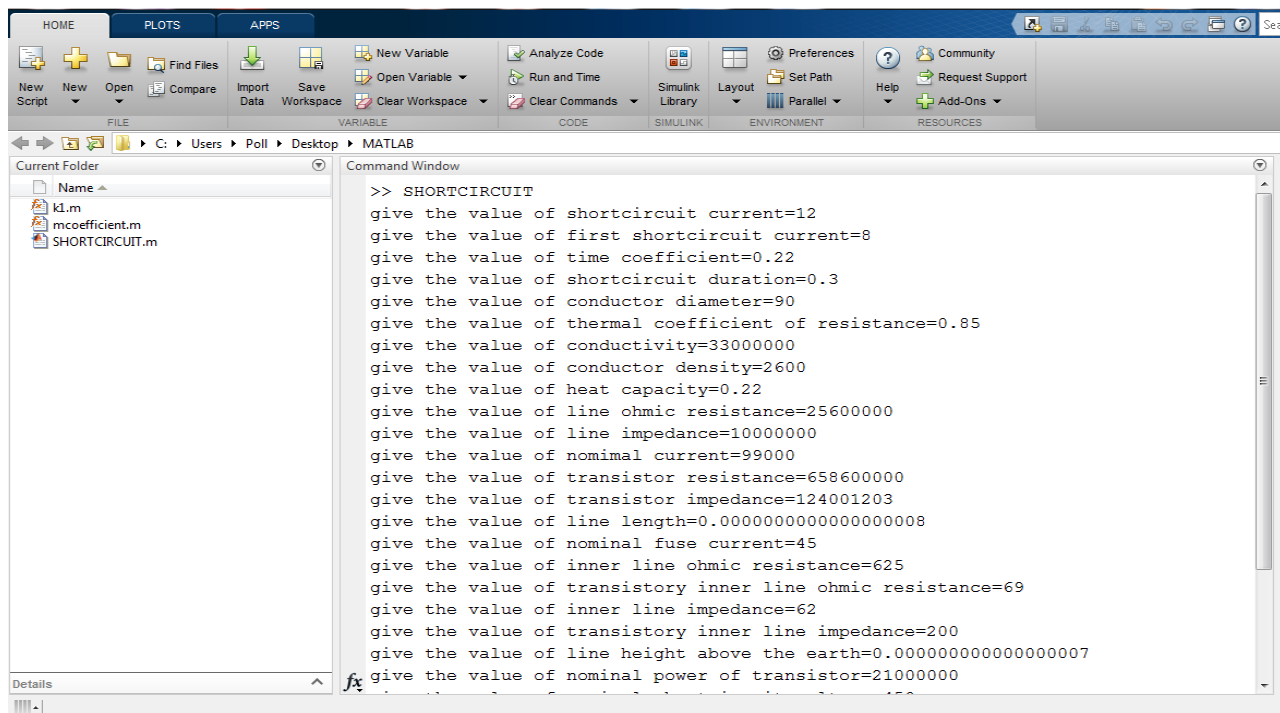 HOME PLOTS APPS
Sea
New Script
New
Open
Find Files
Compare
Import Data
Save Workspace
New Variable
Open Variable
Clear Workspace
Analyze Code
Run and Time
Clear Commands
Simulink Library
Layout
Preferences
Set Path
Parallel
Help
Community
Request Support
Add-Ons
FILE VARIABLE CODE SIMULINK ENVIRONMENT RESOURCES
C: Users Poll Desktop MATLAB
Current Folder
Name
k1.m
mcoefficient.m
SHORTCIRCUIT.m
Details
Command Window
>> SHORTCIRCUIT
give the value of shortcircuit current=12
give the value of first shortcircuit current=8
give the value of time coefficient=0.22
give the value of shortcircuit duration=0.3
give the value of conductor diameter=90
give the value of thermal coefficient of resistance=0.85
give the value of conductivity=33000000
give the value of conductor density=2600
give the value of heat capacity=0.22
give the value of line ohmic resistance=25600000
give the value of line impedance=10000000
give the value of nomimal current=99000
give the value of transistor resistance=658600000
give the value of transistor impedance=124001203
give the value of line length=0.0000000000000000008
give the value of nominal fuse current=45
give the value of inner line ohmic resistance=625
give the value of transistory inner line ohmic resistance=69
give the value of inner line impedance=62
give the value of transistory inner line impedance=200
give the value of line height above the earth=0.000000000000000007
fx give the value of nominal power of transistor=21000000